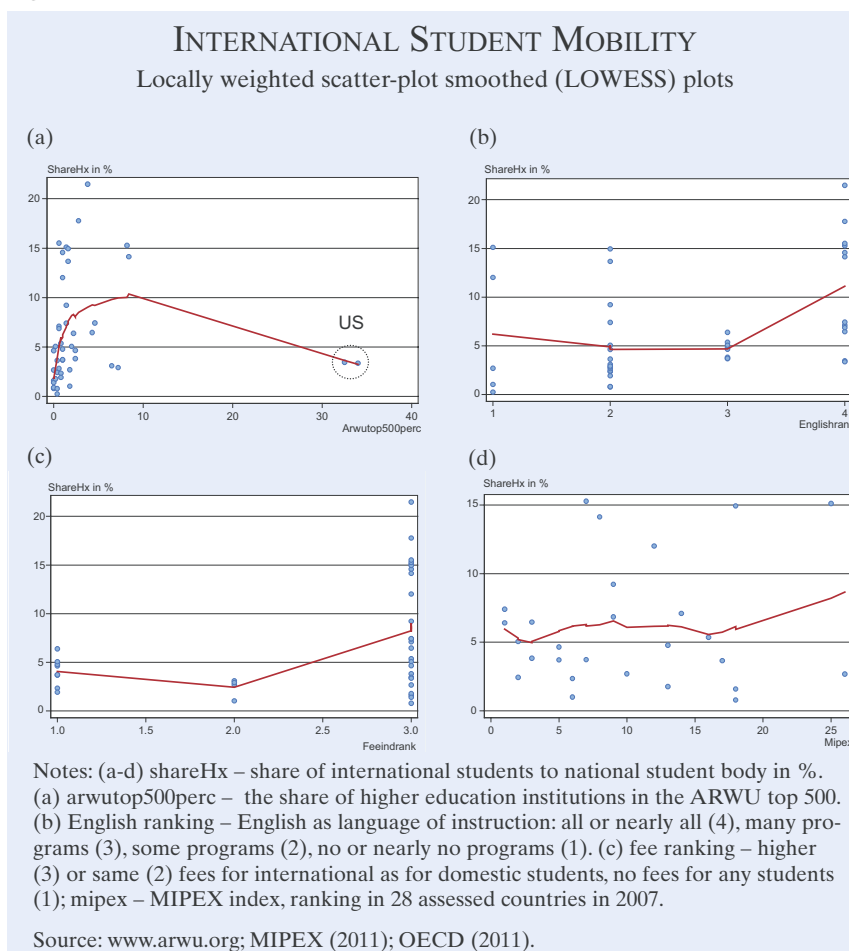 INTERNATIONAL STUDENT MOBILITY
Locally weighted scatter-plot smoothed (LOWESS) plots
(a)
ShareHx in %
20
15
10
5
0
US
0 10 20 30 40
Arwutop500perc
(b)
ShareHx in %
20
15
10
5
0
1 2 3 4
Englishran
(c)
ShareHx in %
20
15
10
5
0
1.0 1.5 2.0 2.5 3.0
Feeindrank
(d)
ShareHx in %
15
10
5
0
0 5 10 15 20 25
Mipex
Notes: (a-d) shareHx – share of international students to national student body in %.
(a) arwutop500perc – the share of higher education institutions in the ARWU top 500.
(b) English ranking – English as language of instruction: all or nearly all (4), many pro-
grams (3), some programs (2), no or nearly no programs (1). (c) fee ranking – higher
(3) or same (2) fees for international as for domestic students, no fees for any students
(1); mipex – MIPEX index, ranking in 28 assessed countries in 2007.
Source: www.arwu.org; MIPEX (2011); OECD (2011).